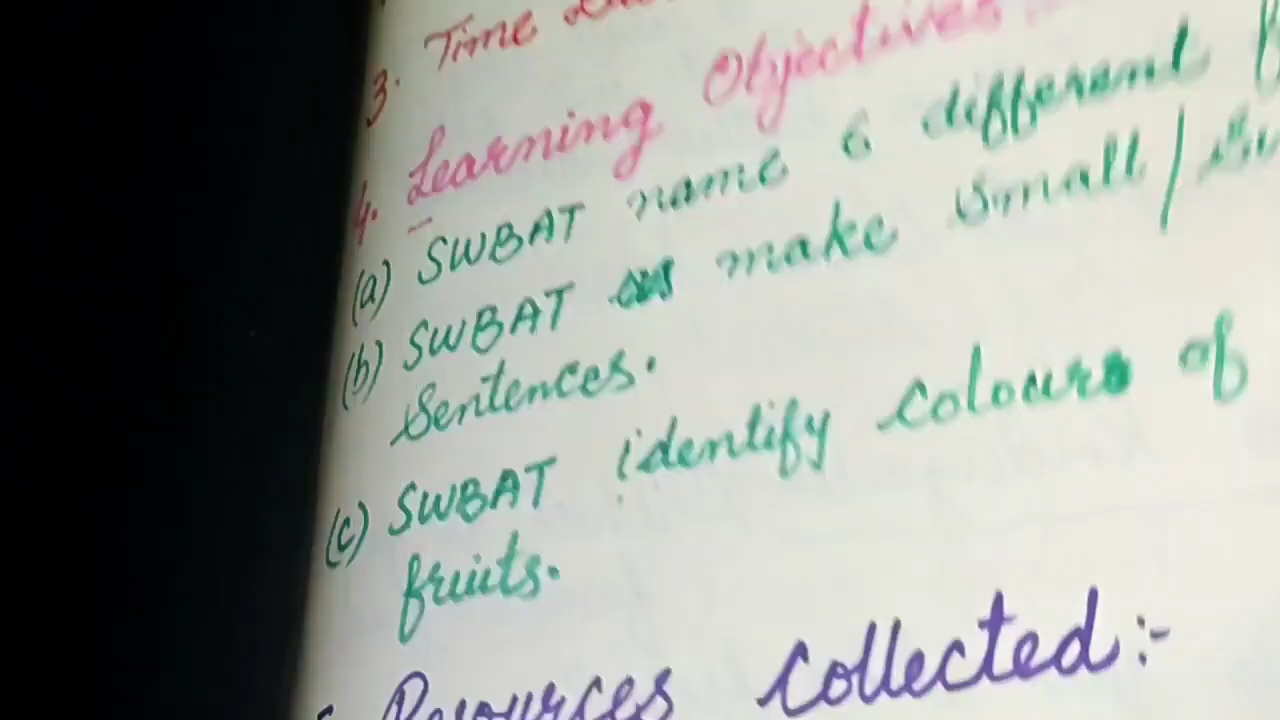 3. Time
4. Learning Objectives
(a) SWBAT name 6 different
(b) SWBAT make small /
Sentences.
(c) SWBAT identify colours of
fruits.
Resources collected:-